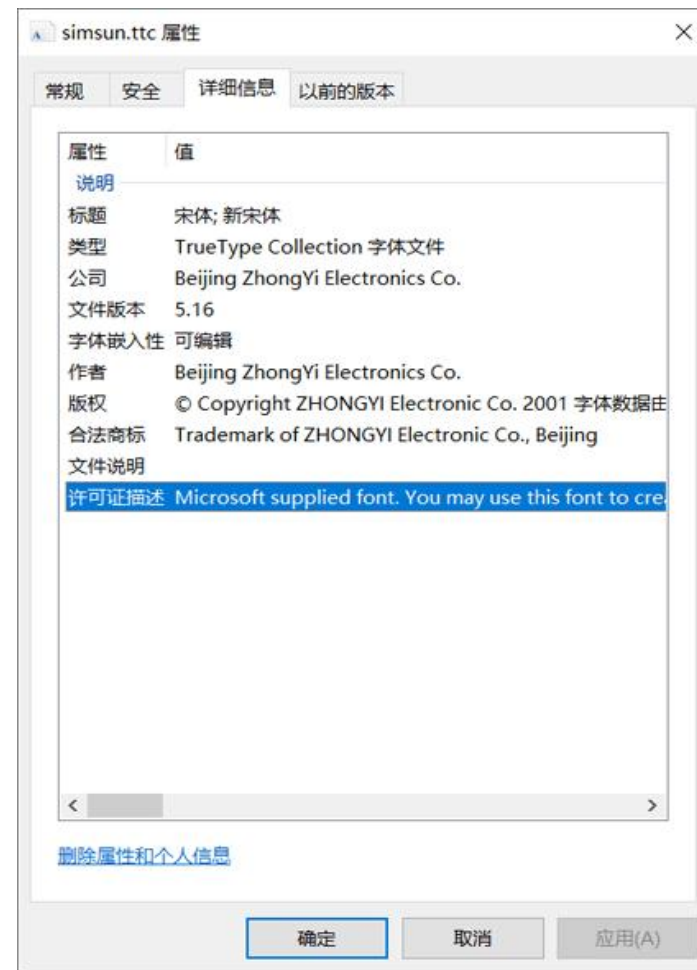 simsun.ttc 属性
常规 安全 详细信息 以前的版本
属性 值
说明
标题 宋体; 新宋体
类型 TrueType Collection 字体文件
公司 Beijing ZhongYi Electronics Co.
文件版本 5.16
字体嵌入性 可编辑
作者 Beijing ZhongYi Electronics Co.
版权 © Copyright ZHONGYI Electronic Co. 2001 字体数据由
合法商标 Trademark of ZHONGYI Electronic Co., Beijing
文件说明
许可证描述 Microsoft supplied font. You may use this font to cre
删除属性和个人信息
确定 取消 应用(A)